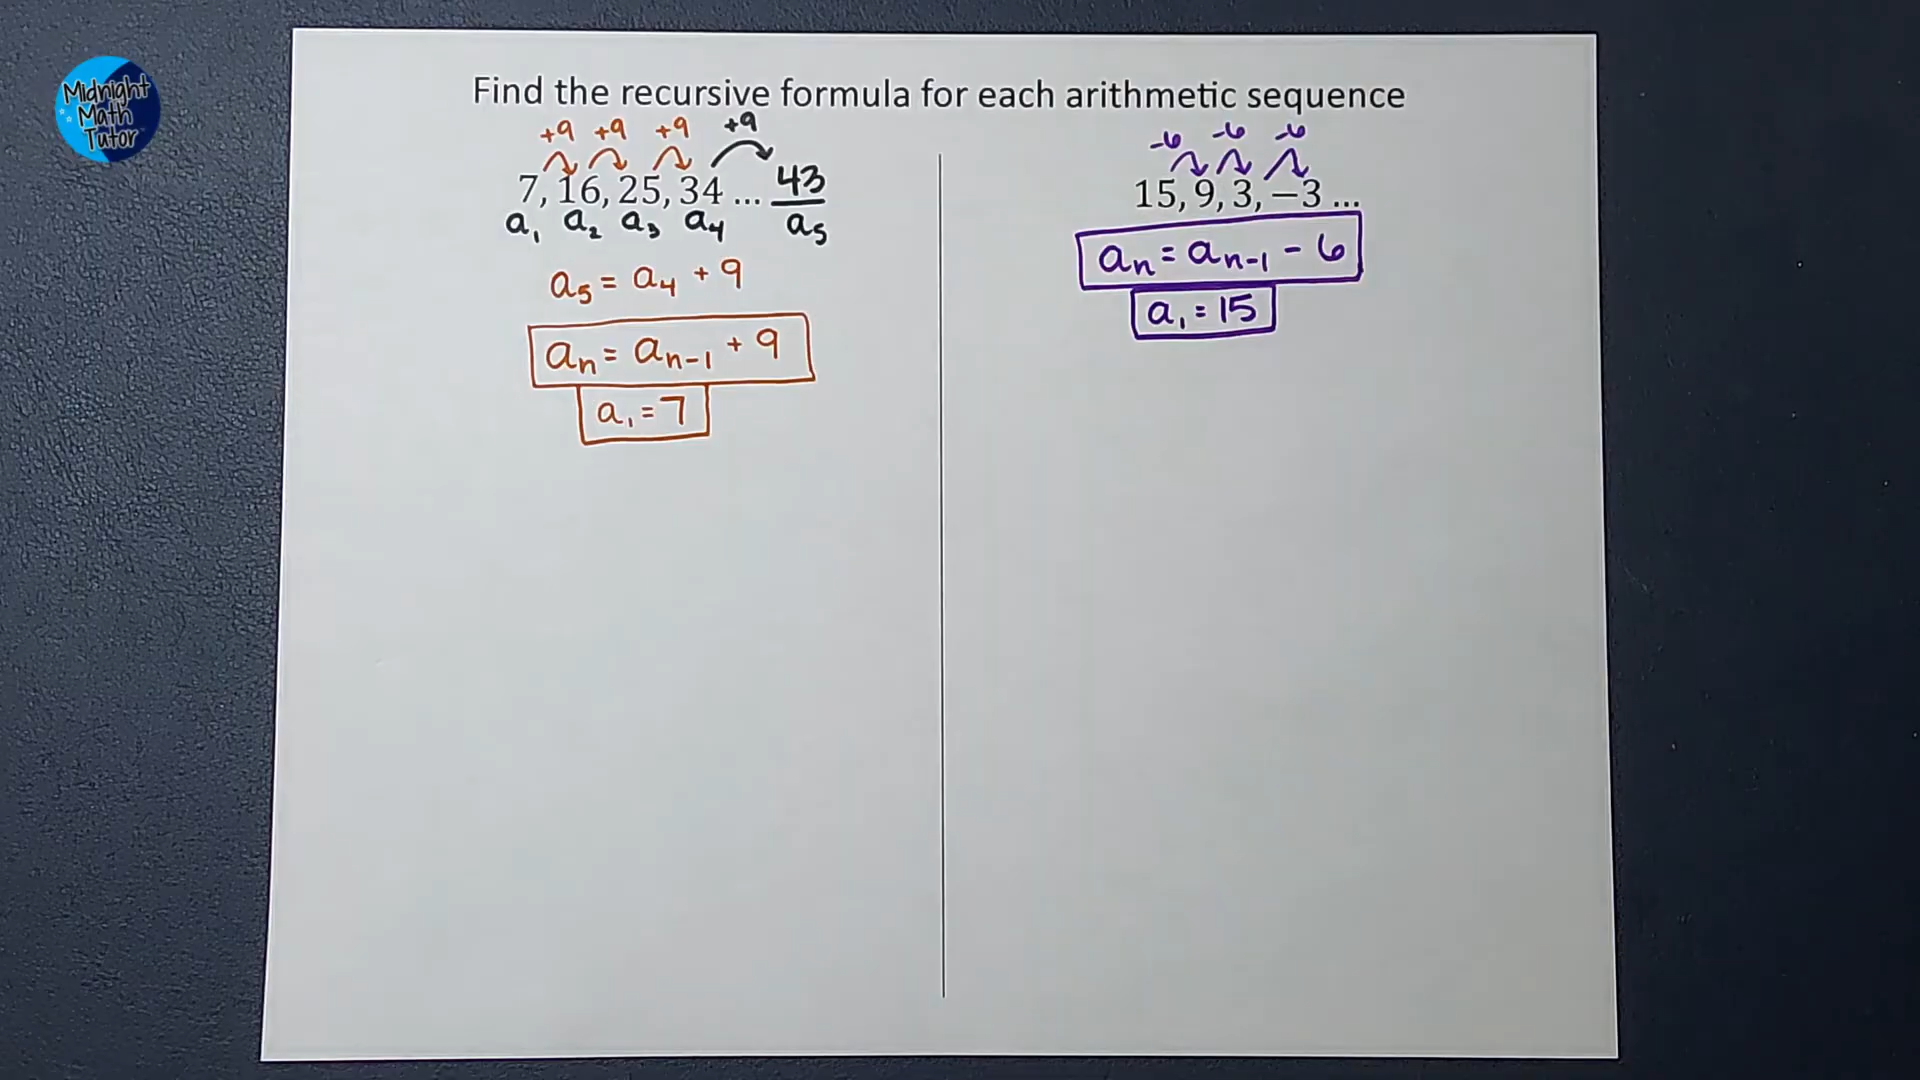 Midnight
Math
Tutor
Find the recursive formula for each arithmetic sequence
+9 +9 +9 +9
7, 16, 25, 34 ... 43
a₁ a₂ a₃ a₄ a₅
a₅ = a₄ + 9
aₙ = aₙ₋₁ + 9
a₁ = 7
-6 -6 -6
15, 9, 3, −3 ...
aₙ = aₙ₋₁ - 6
a₁ = 15